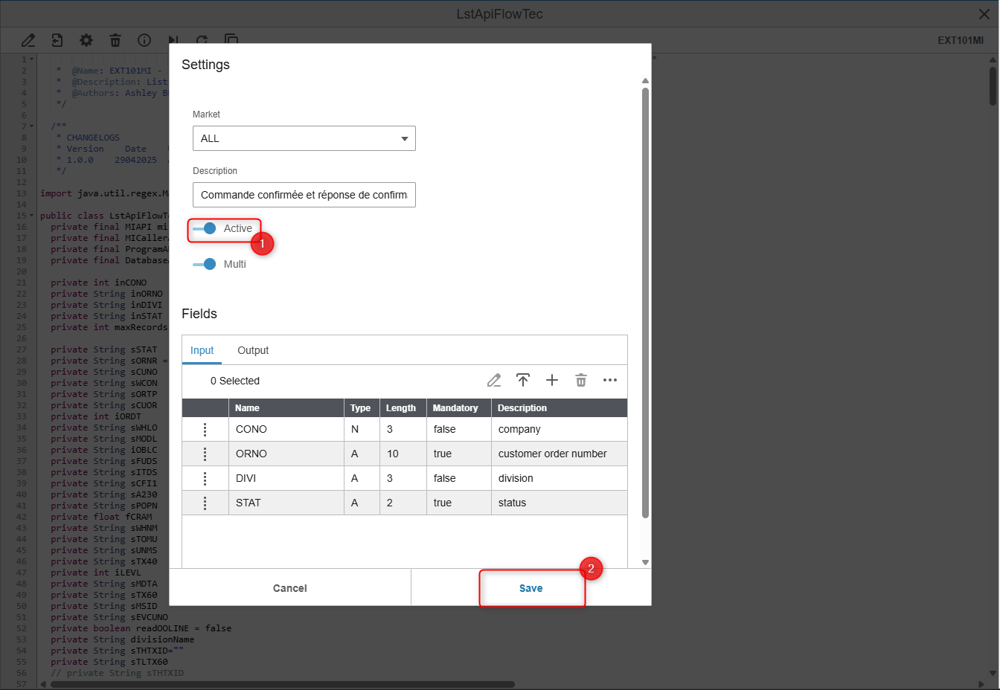 LstApiFlowTec
EXT101MI
1
2 * @Name: EXT101MI -
3 * @Description: List
4 * @Authors: Ashley
5 */
6
7 /**
8 * CHANGELOGS
9 * Version Date
10 * 1.0.0 29042025
11 */
12
13 import java.util.regex.
14
15 public class
16 private final MIAPI mi
17 private final
18 private final
19 private final
20
21 private int inCONO
22 private String inORNO
23 private String inDIVI
24 private String inSTAT
25 private int maxRecords
26
27 private String sSTAT
28 private String sORNR =
29 private String sCUNO
30 private String sWCON
31 private String sORTP
32 private String sCUOR
33 private int iORDT
34 private String sWHLO
35 private String sMODL
36 private String iOBLC
37 private String sFUDS
38 private String sITDS
39 private String sCFI1
40 private String sA230
41 private String sPOPN
42 private float fCRAM
43 private String sWHNM
44 private String sTOMU
45 private String sUNMS
46 private String sTX40
47 private int iLEVL
48 private String sMDTA
49 private String sTX60
50 private String sMSID
51 private String sEVCUNO
52 private boolean readOOLINE = false
53 private String divisionName
54 private String sTHTXID=""
55 private String sTLTX60
56 // private String sTHTXID
57
Settings
Market
ALL
Description
Commande confirmée et réponse de confirm
Active
1
Multi
Fields
Input Output
0 Selected
Name Type Length Mandatory Description
CONO N 3 false company
ORNO A 10 true customer order number
DIVI A 3 false division
STAT A 2 true status
2
Cancel Save